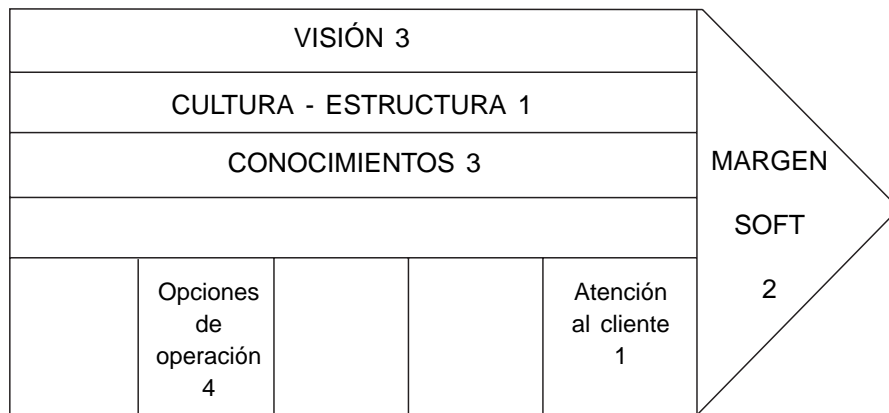 VISIÓN 3
CULTURA - ESTRUCTURA 1
CONOCIMIENTOS 3
MARGEN
SOFT
2
Opciones
de
operación
4
Atención
al cliente
1